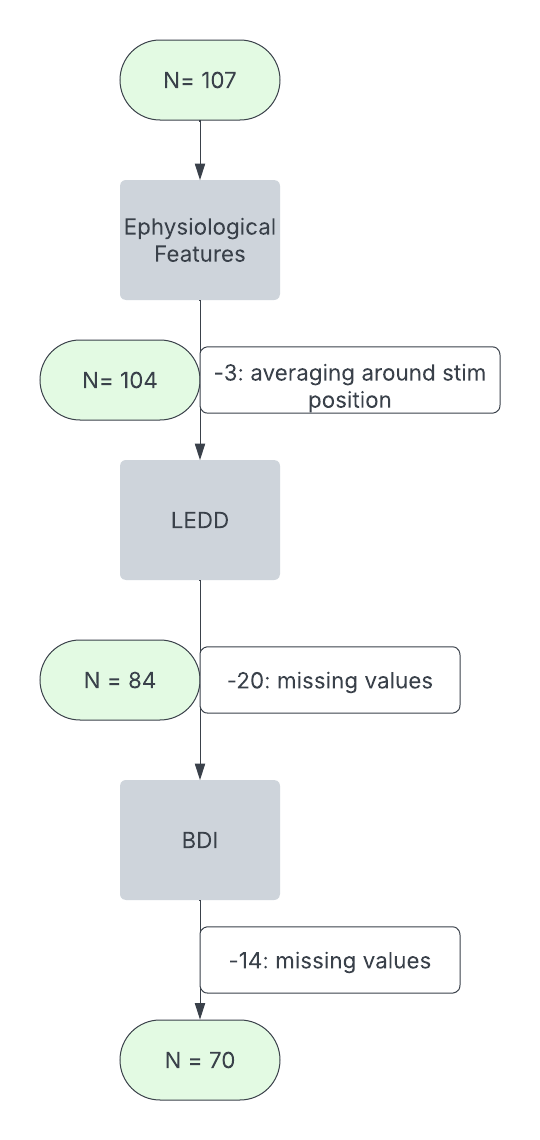 N= 107
Ephysiological
Features
N= 104
-3: averaging around stim
position
LEDD
N = 84
-20: missing values
BDI
-14: missing values
N = 70